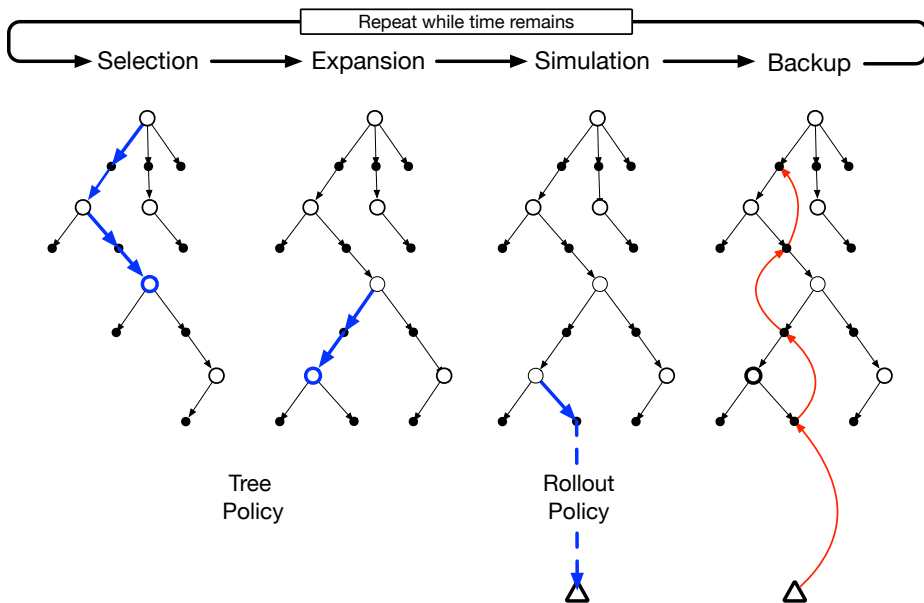 Repeat while time remains
Selection
Expansion
Simulation
Backup
Tree
Policy
Rollout
Policy